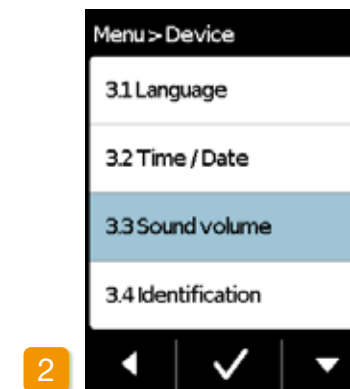 Menu > Device
3.1 Language
3.2 Time / Date
3.3 Sound volume
3.4 Identification
2